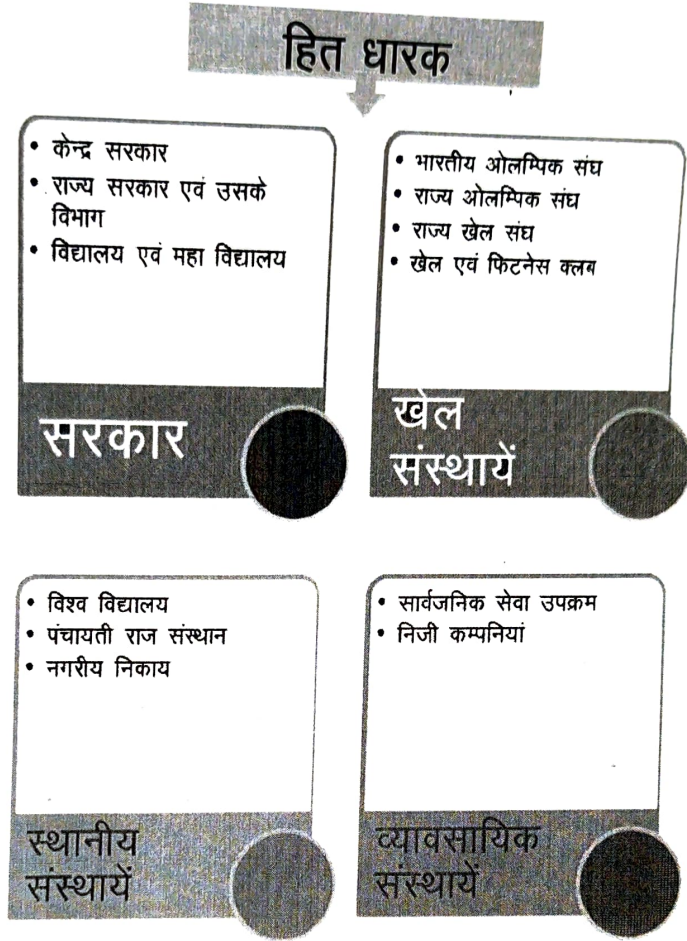 हित धारक
• केन्द्र सरकार
• राज्य सरकार एवं उसके
विभाग
• विद्यालय एवं महा विद्यालय
सरकार
• भारतीय ओलम्पिक संघ
• राज्य ओलम्पिक संघ
• राज्य खेल संघ
• खेल एवं फिटनेस क्लब
खेल
संस्थायें
• विश्व विद्यालय
• पंचायती राज संस्थान
• नगरीय निकाय
स्थानीय
संस्थायें
• सार्वजनिक सेवा उपक्रम
• निजी कम्पनियां
व्यावसायिक
संस्थायें